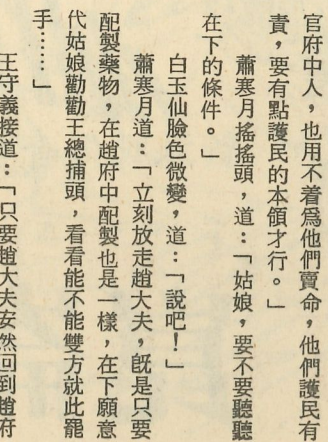 官府中人，也用不着爲他們賣命，他們護民有
責，要有點護民的本領才行。」
蕭寒月搖搖頭，道：「姑娘，要不要聽聽
在下的條件。」
白玉仙臉色微變，道：「說吧！」
蕭寒月道：「立刻放走趙大夫，旣是只要
配製藥物，在趙府中配製也是一樣，在下願意
代姑娘勸勸王總捕頭，看看能不能雙方就此罷
手……」
王守義接道：「只要趙大夫安然回到趙府